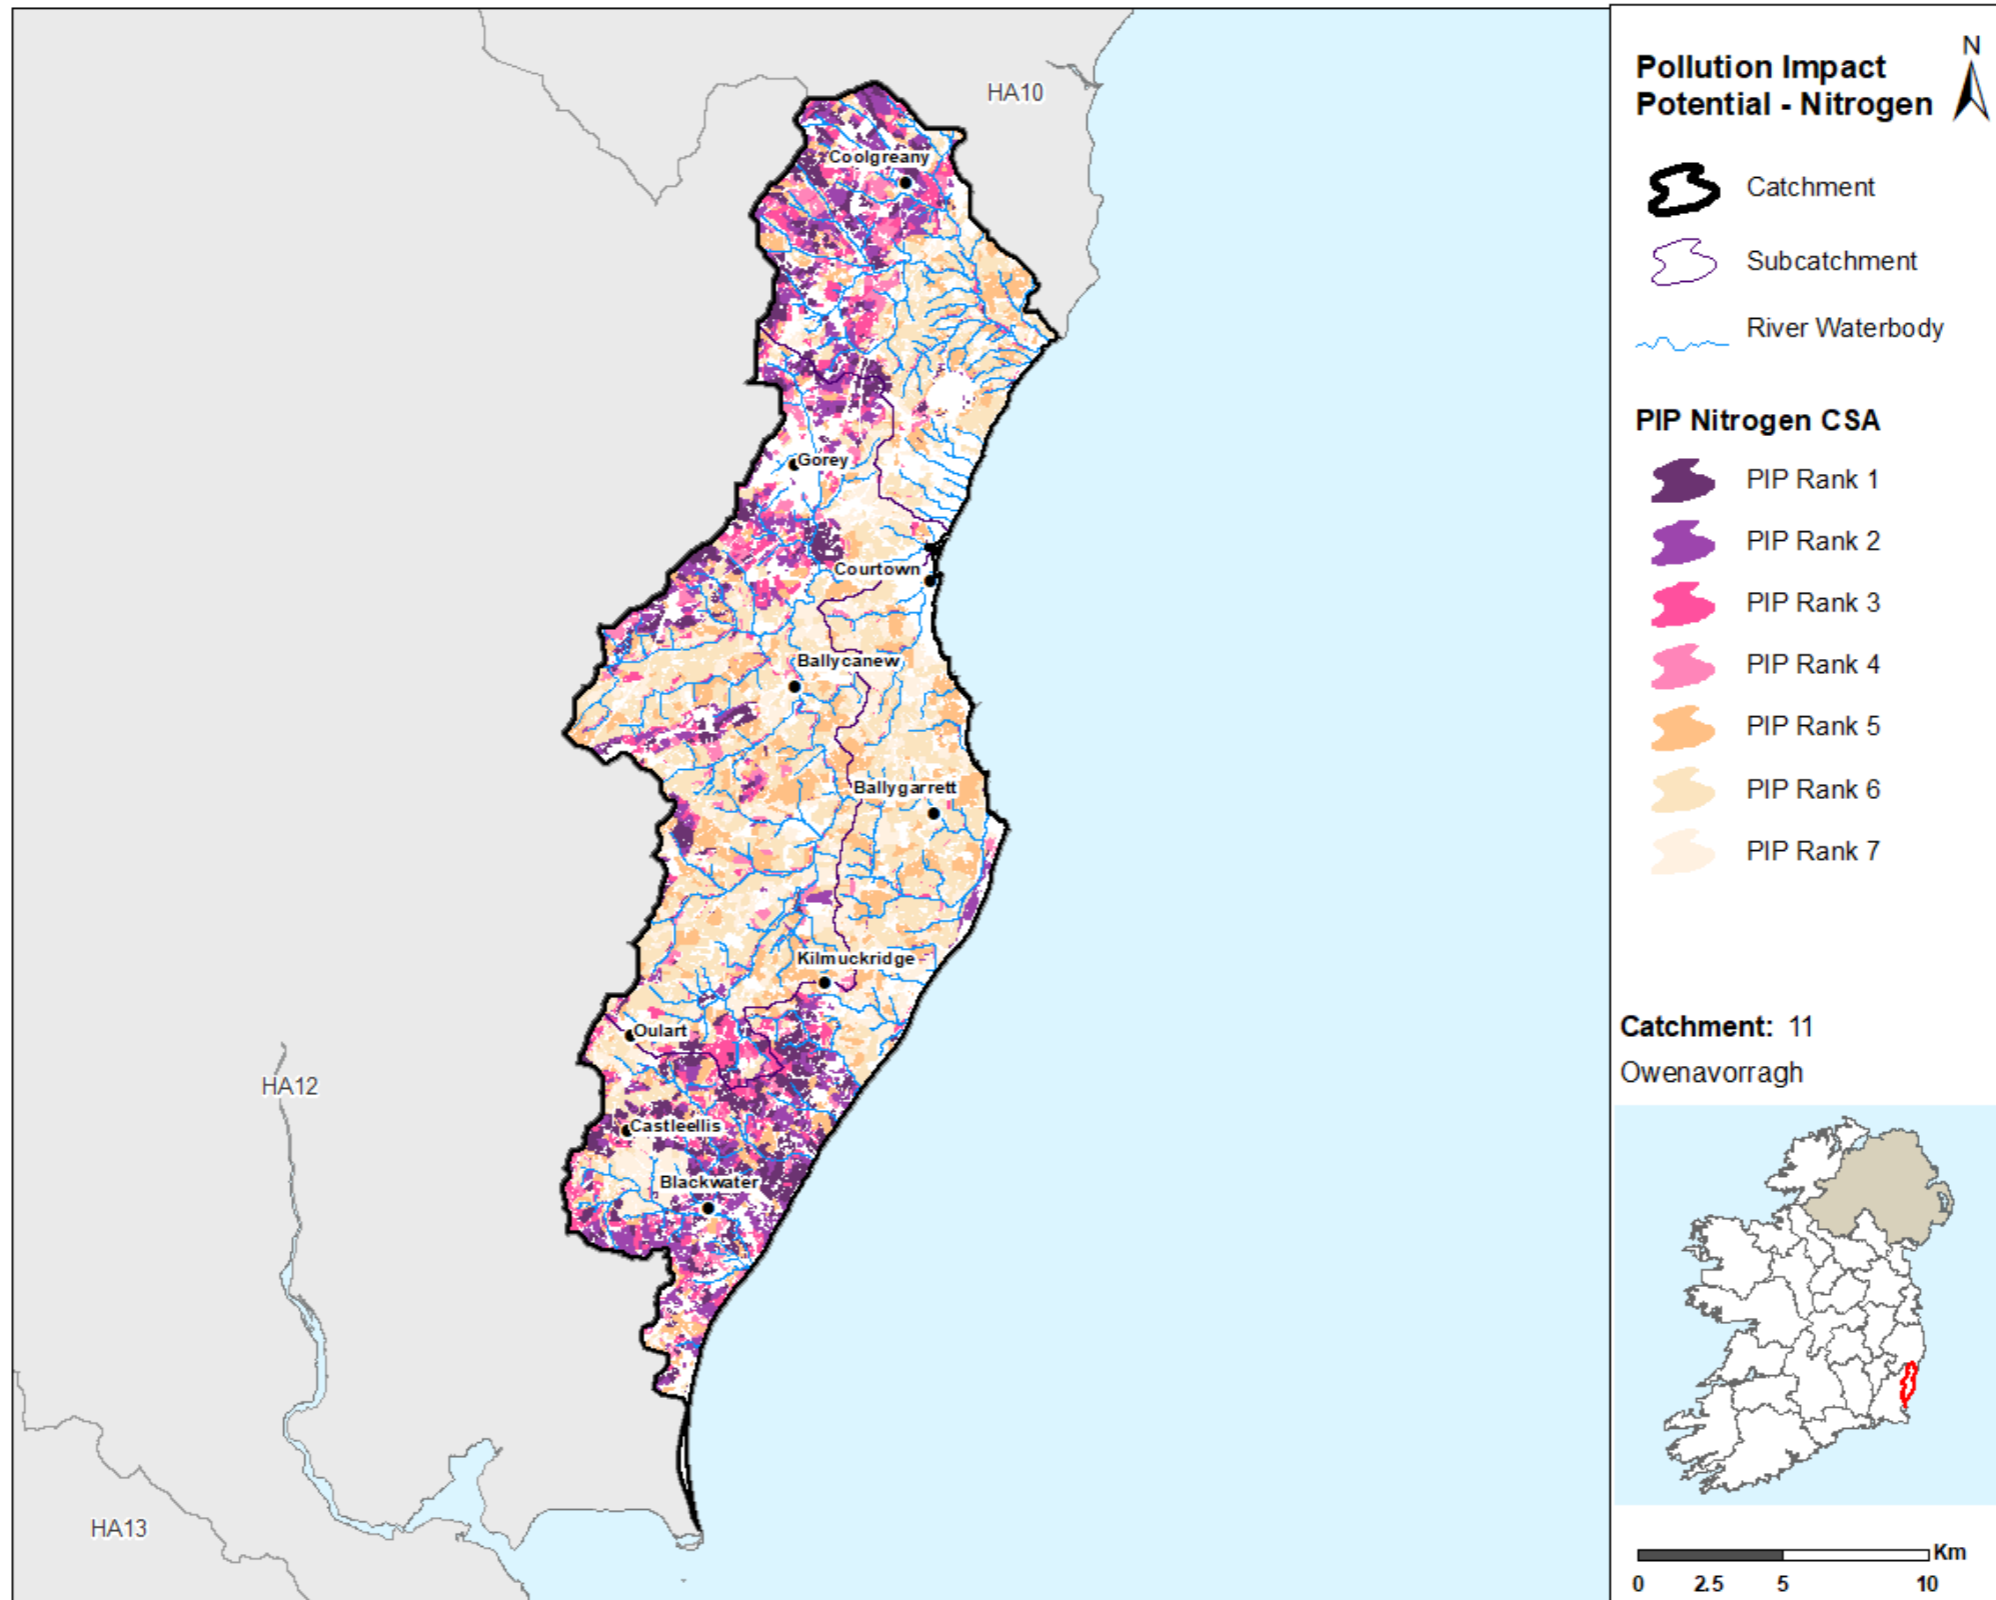 HA10
Coolgreany
Gorey
Courtown
Ballycanew
Ballygarrett
Kilmuckridge
Oulart
Castleellis
Blackwater
HA12
HA13
Pollution Impact
Potential - Nitrogen
N
Catchment
Subcatchment
River Waterbody
PIP Nitrogen CSA
PIP Rank 1
PIP Rank 2
PIP Rank 3
PIP Rank 4
PIP Rank 5
PIP Rank 6
PIP Rank 7
Catchment: 11
Owenavorragh
Km
0 2.5 5 10